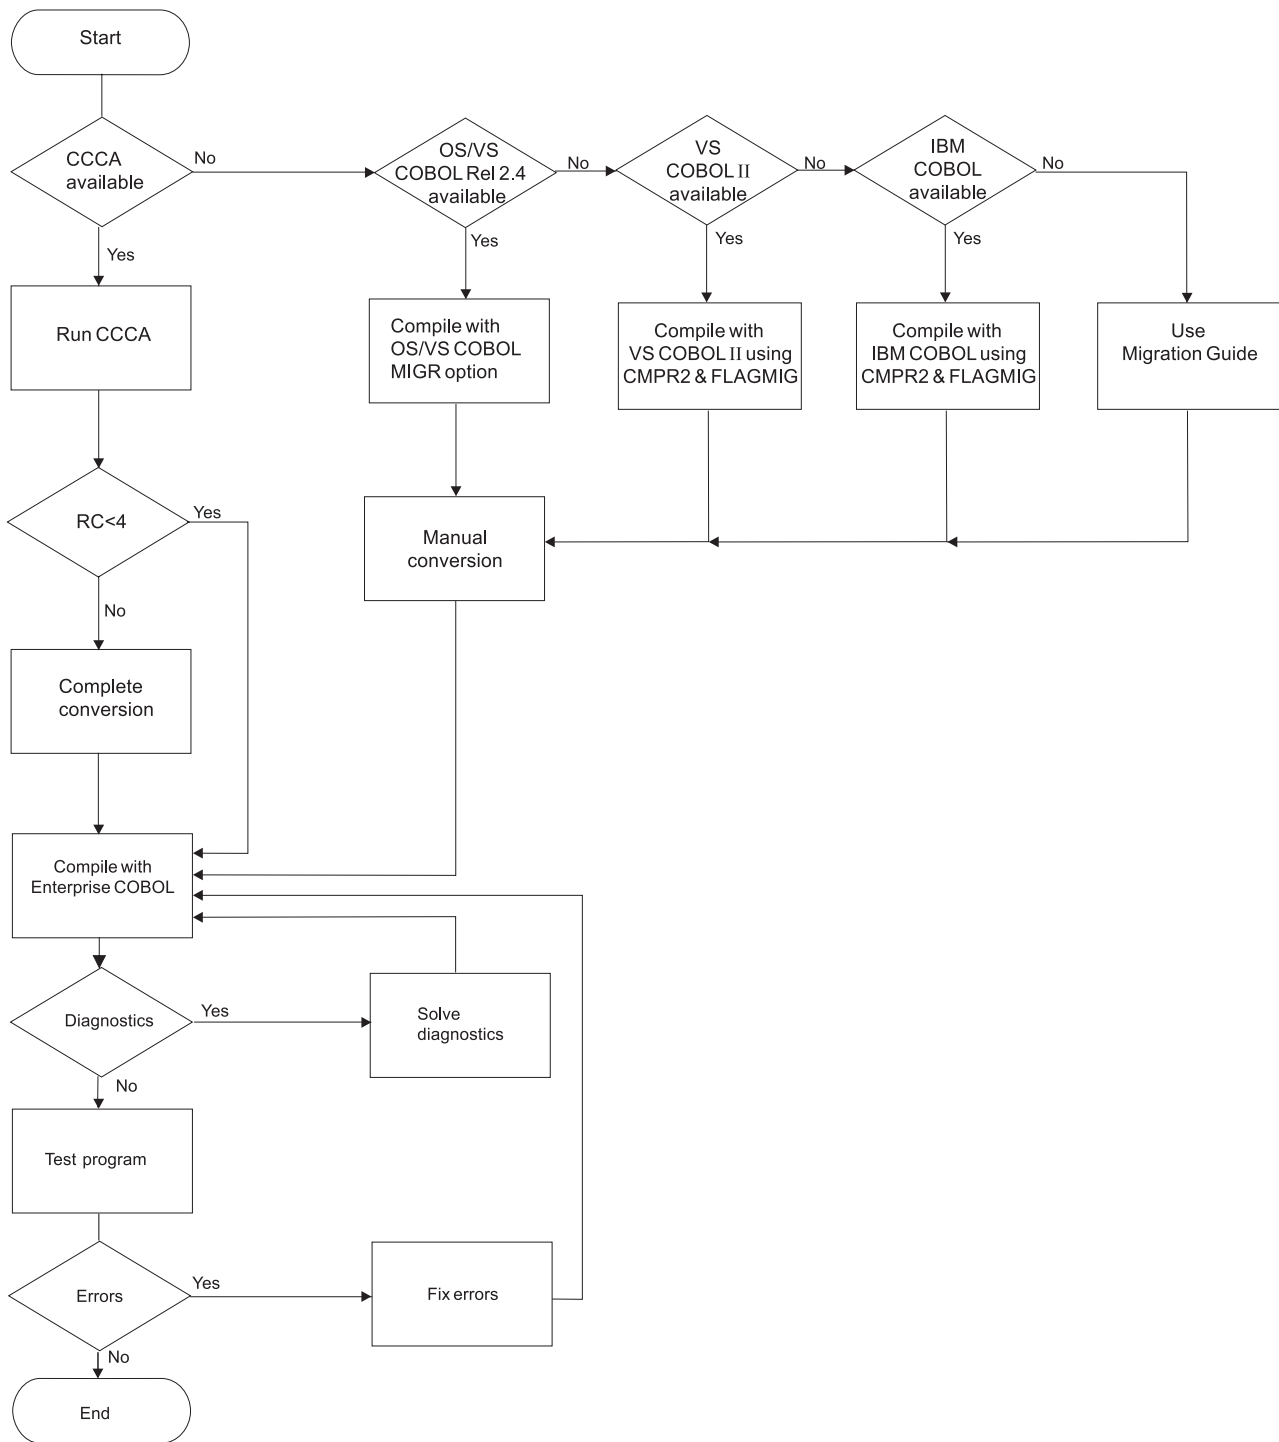 Start
CCCA
available
No
OS/VS
COBOL Rel 2.4
available
No
VS
COBOL II
available
No
IBM
COBOL
available
No
Yes
Yes
Yes
Yes
Run CCCA
Compile with
OS/VS COBOL
MIGR option
Compile with
VS COBOL II using
CMPR2 & FLAGMIG
Compile with
IBM COBOL using
CMPR2 & FLAGMIG
Use
Migration Guide
RC<4
Yes
Manual
conversion
No
Complete
conversion
Compile with
Enterprise COBOL
Diagnostics
Yes
Solve
diagnostics
No
Test program
Errors
Yes
Fix errors
No
End